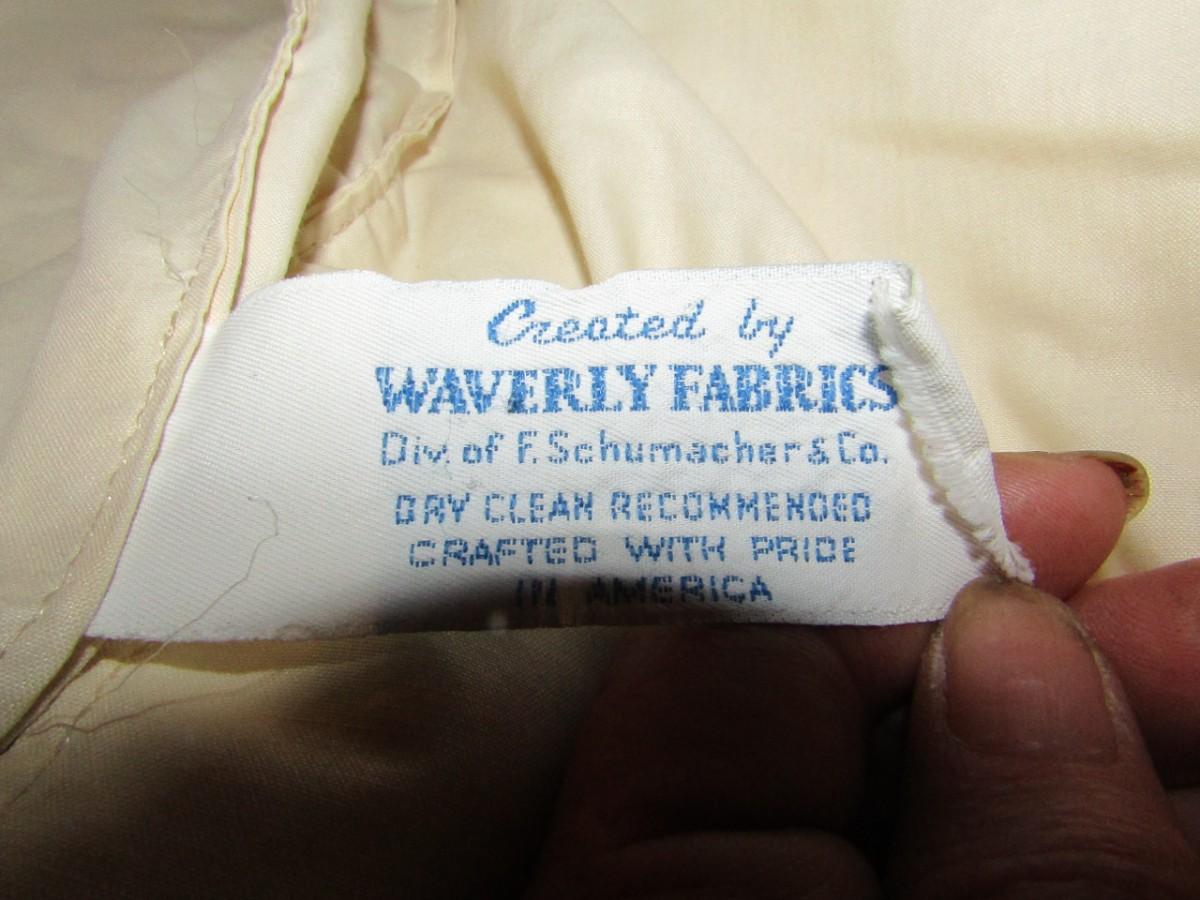 Created by
WAVERLY FABRICS
Div. of F. Schumacher & Co.
DRY CLEAN RECOMMENDED
CRAFTED WITH PRIDE
IN AMERICA